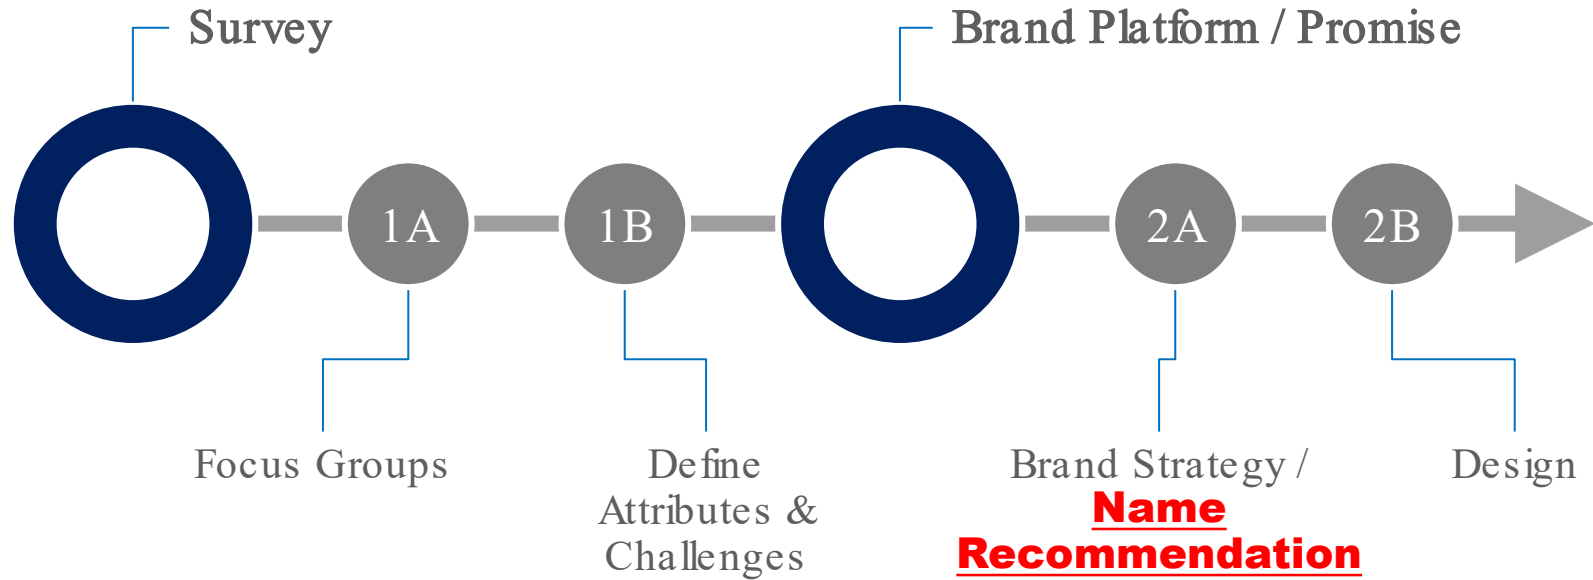 Survey
Brand Platform / Promise
1A
1B
2A
2B
Focus Groups
Define
Attributes &
Challenges
Brand Strategy /
Name
Recommendation
Design